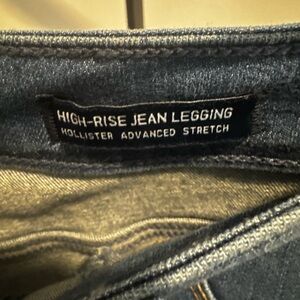 HIGH-RISE JEAN LEGGING
HOLLISTER ADVANCED STRETCH